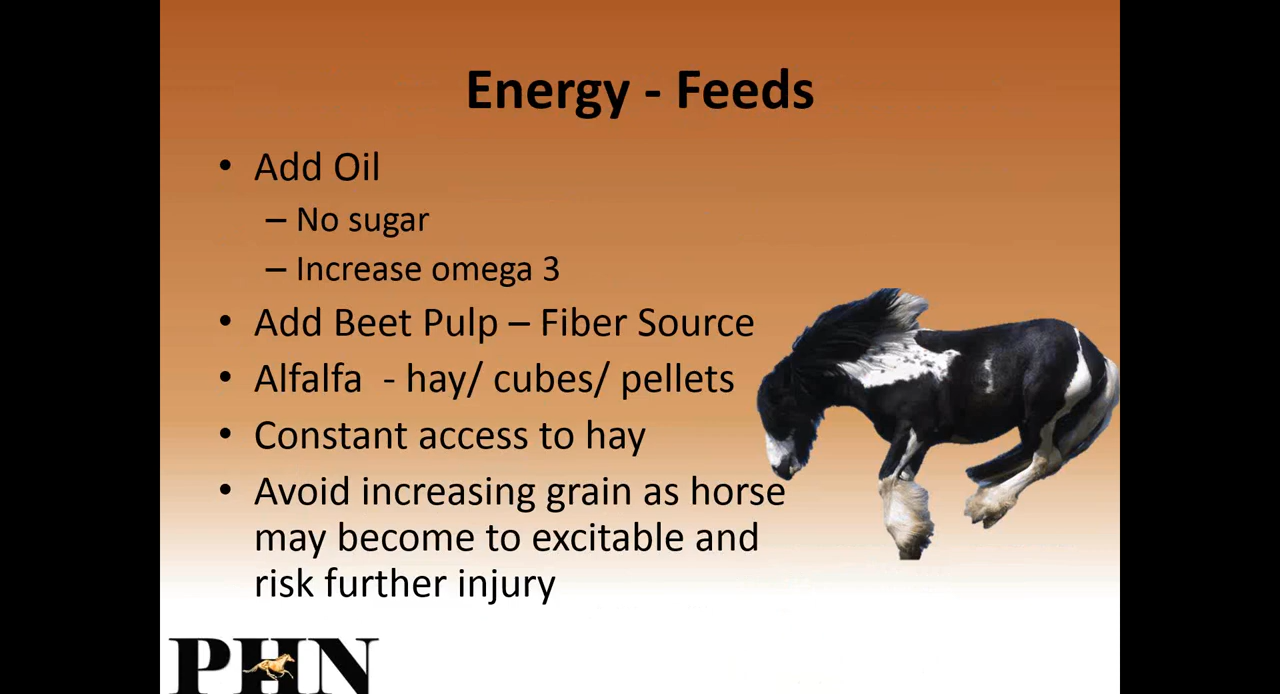 Energy - Feeds
• Add Oil
– No sugar
– Increase omega 3
• Add Beet Pulp – Fiber Source
• Alfalfa - hay/ cubes/ pellets
• Constant access to hay
• Avoid increasing grain as horse
may become to excitable and
risk further injury
PHN